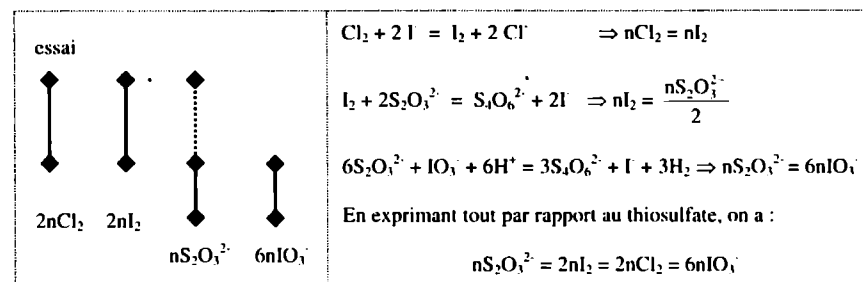 essai
2nCl₂
2nI₂
nS₂O₃²⁻
6nIO₃⁻
Cl₂ + 2 I⁻ = I₂ + 2 Cl⁻ ⇒ nCl₂ = nI₂
I₂ + 2S₂O₃²⁻ = S₄O₆²⁻ + 2I⁻ ⇒ nI₂ = nS₂O₃²⁻ / 2
6S₂O₃²⁻ + IO₃⁻ + 6H⁺ = 3S₄O₆²⁻ + I⁻ + 3H₂ ⇒ nS₂O₃²⁻ = 6nIO₃⁻
En exprimant tout par rapport au thiosulfate, on a :
nS₂O₃²⁻ = 2nI₂ = 2nCl₂ = 6nIO₃⁻